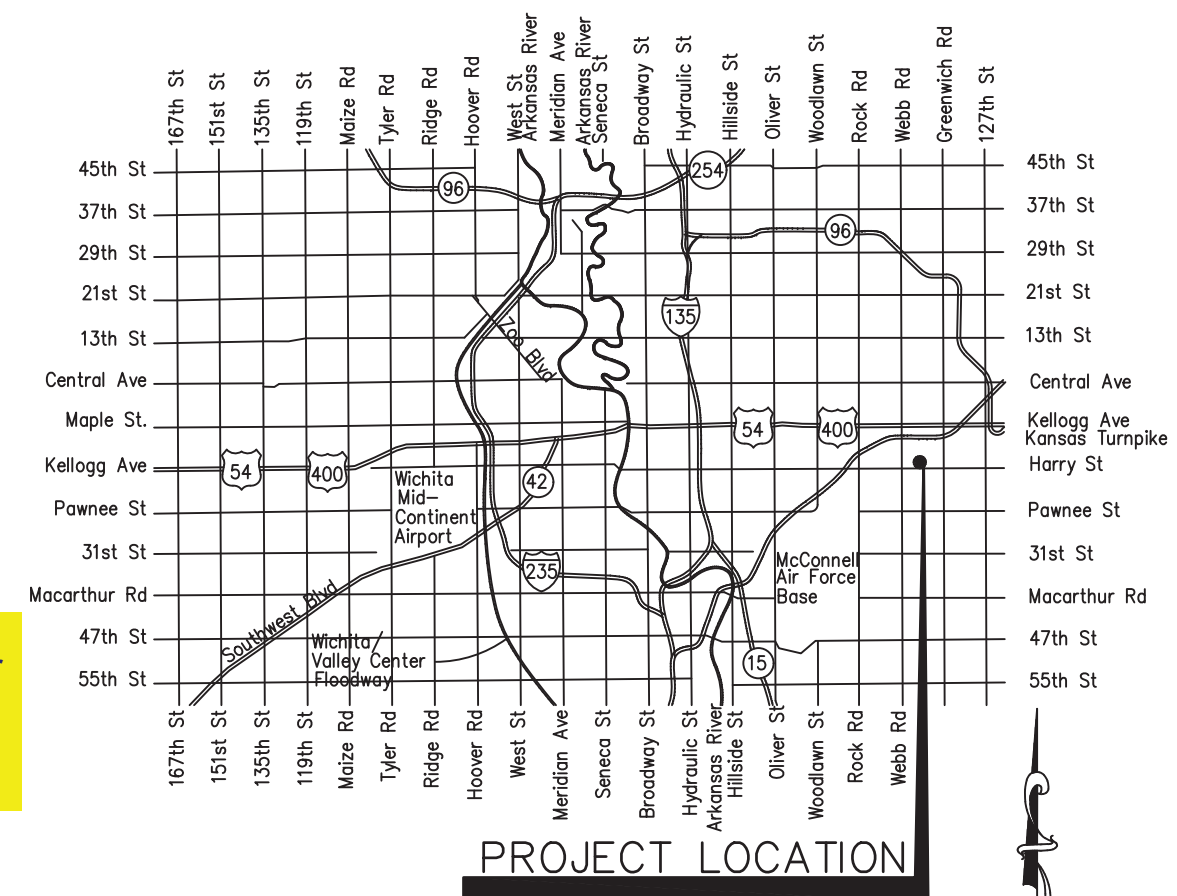 167th St
151st St
135th St
119th St
Maize Rd
Tyler Rd
Ridge Rd
Hoover Rd
West St
Arkansas River
Meridian Ave
Arkansas River
Seneca St
Broadway St
Hydraulic St
Hillside St
Oliver St
Woodlawn St
Rock Rd
Webb Rd
Greenwich Rd
127th St
45th St
254
45th St
96
37th St
37th St
96
29th St
29th St
21st St
21st St
135
13th St
Zoo Blvd
13th St
Central Ave
Central Ave
Maple St.
54
400
Kellogg Ave
Kansas Turnpike
Kellogg Ave
54
400
Harry St
Wichita
Mid-
Continent
Airport
42
Pawnee St
Pawnee St
31st St
235
McConnell
Air Force
Base
31st St
Macarthur Rd
Macarthur Rd
Southwest Blvd
47th St
Wichita/
Valley Center
Floodway
15
47th St
55th St
55th St
167th St
151st St
135th St
119th St
Maize Rd
Tyler Rd
Ridge Rd
Hoover Rd
West St
Meridian Ave
Seneca St
Broadway St
Hydraulic St
Arkansas River
Hillside St
Oliver St
Woodlawn St
Rock Rd
Webb Rd
PROJECT LOCATION